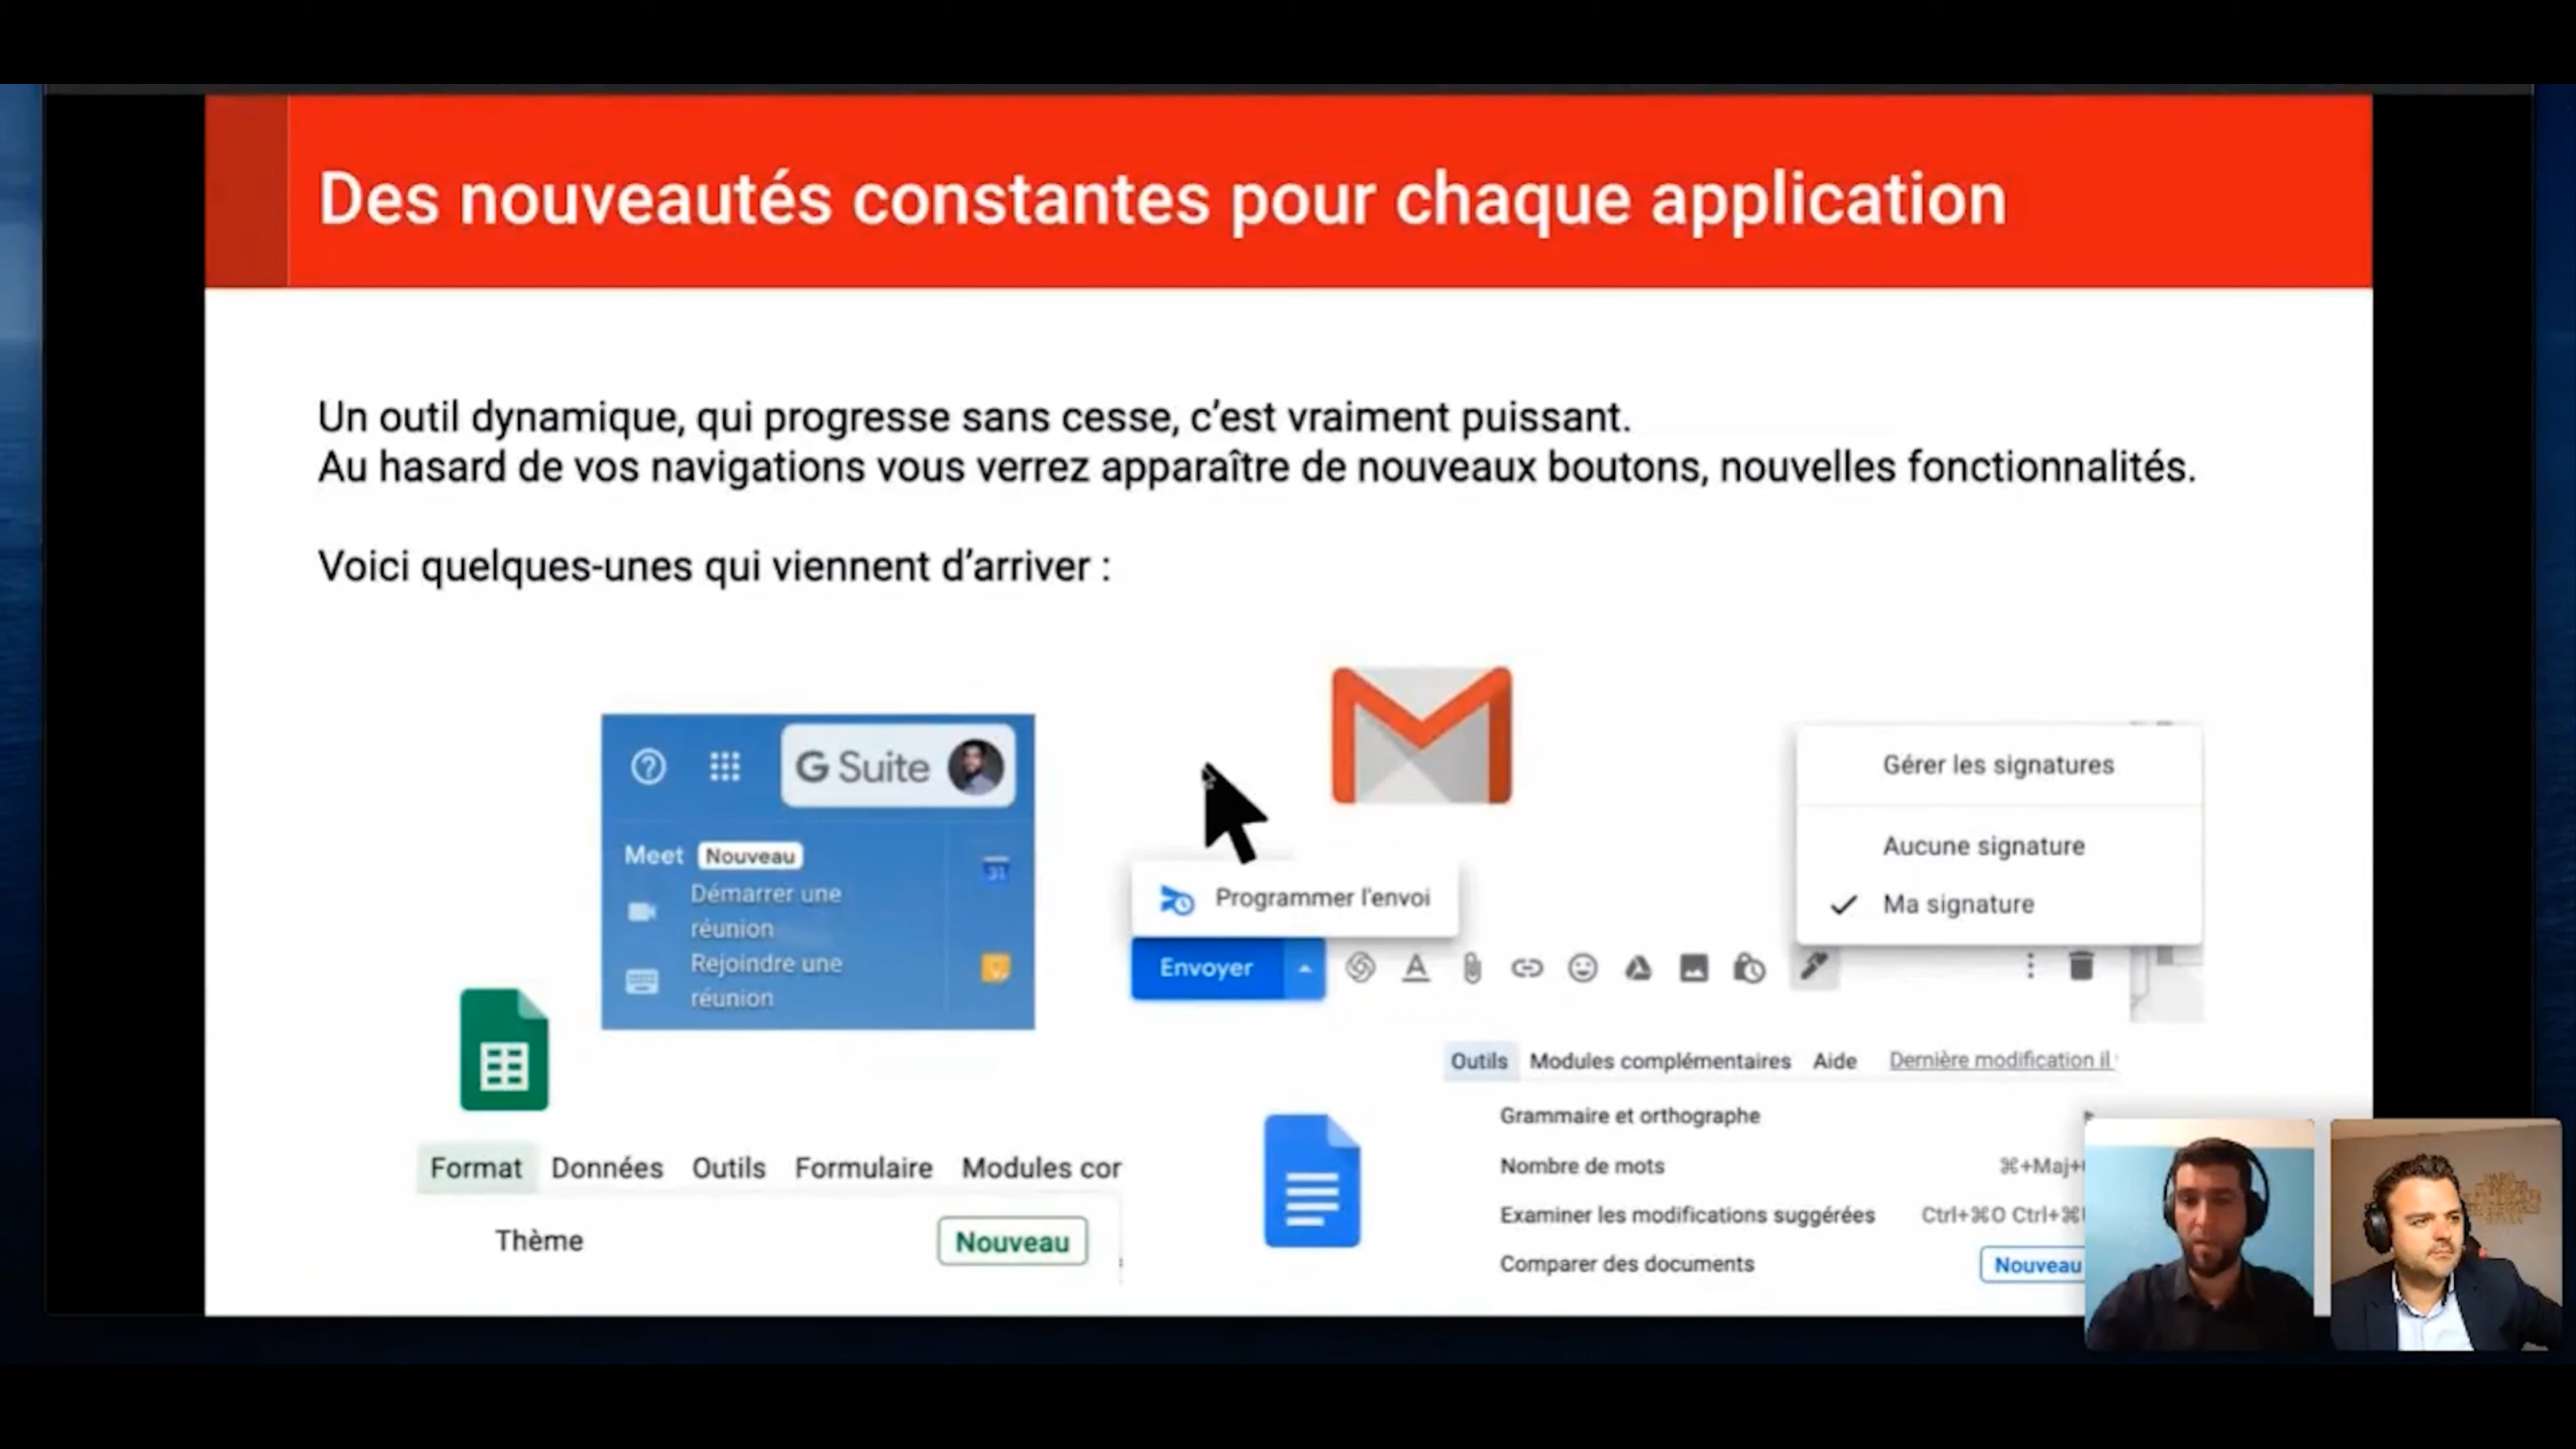 Des nouveautés constantes pour chaque application
Un outil dynamique, qui progresse sans cesse, c’est vraiment puissant.
Au hasard de vos navigations vous verrez apparaître de nouveaux boutons, nouvelles fonctionnalités.
Voici quelques-unes qui viennent d’arriver :
G Suite
Meet Nouveau
Démarrer une
réunion
Rejoindre une
réunion
31
Programmer l'envoi
Envoyer
Gérer les signatures
Aucune signature
Ma signature
Format Données Outils Formulaire Modules cor
Thème Nouveau
Outils Modules complémentaires Aide Dernière modification il
Grammaire et orthographe
Nombre de mots ⌘+Maj+
Examiner les modifications suggérées Ctrl+⌘O Ctrl+⌘
Comparer des documents Nouveau